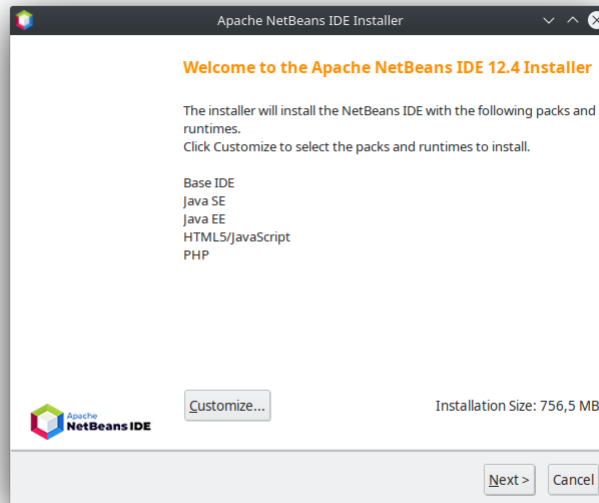 Apache NetBeans IDE Installer
Welcome to the Apache NetBeans IDE 12.4 Installer
The installer will install the NetBeans IDE with the following packs and
runtimes.
Click Customize to select the packs and runtimes to install.
Base IDE
Java SE
Java EE
HTML5/JavaScript
PHP
Apache
NetBeans IDE
Customize...
Installation Size: 756,5 MB
Next >
Cancel